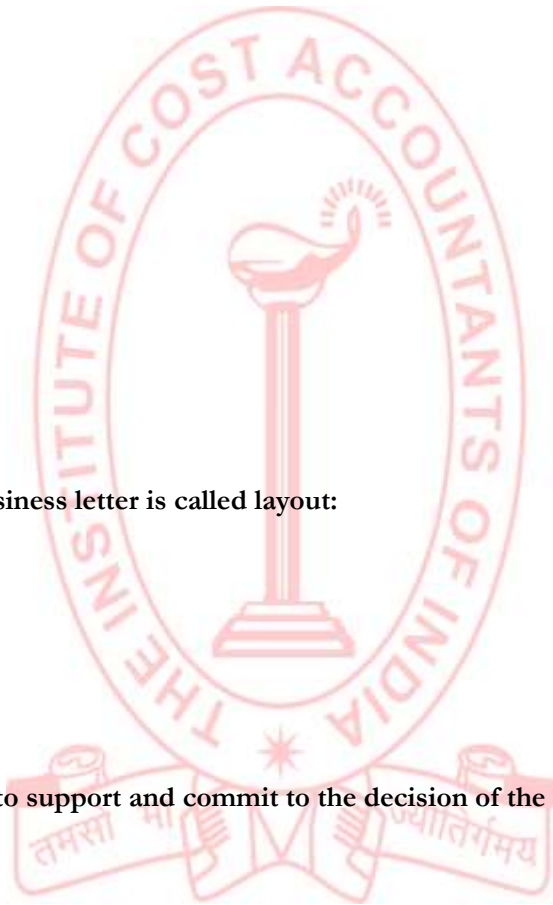 THE INSTITUTE OF COST ACCOUNTANTS OF INDIA
siness letter is called layout:
to support and commit to the decision of the
तमसो मा
ज्योतिर्गमय